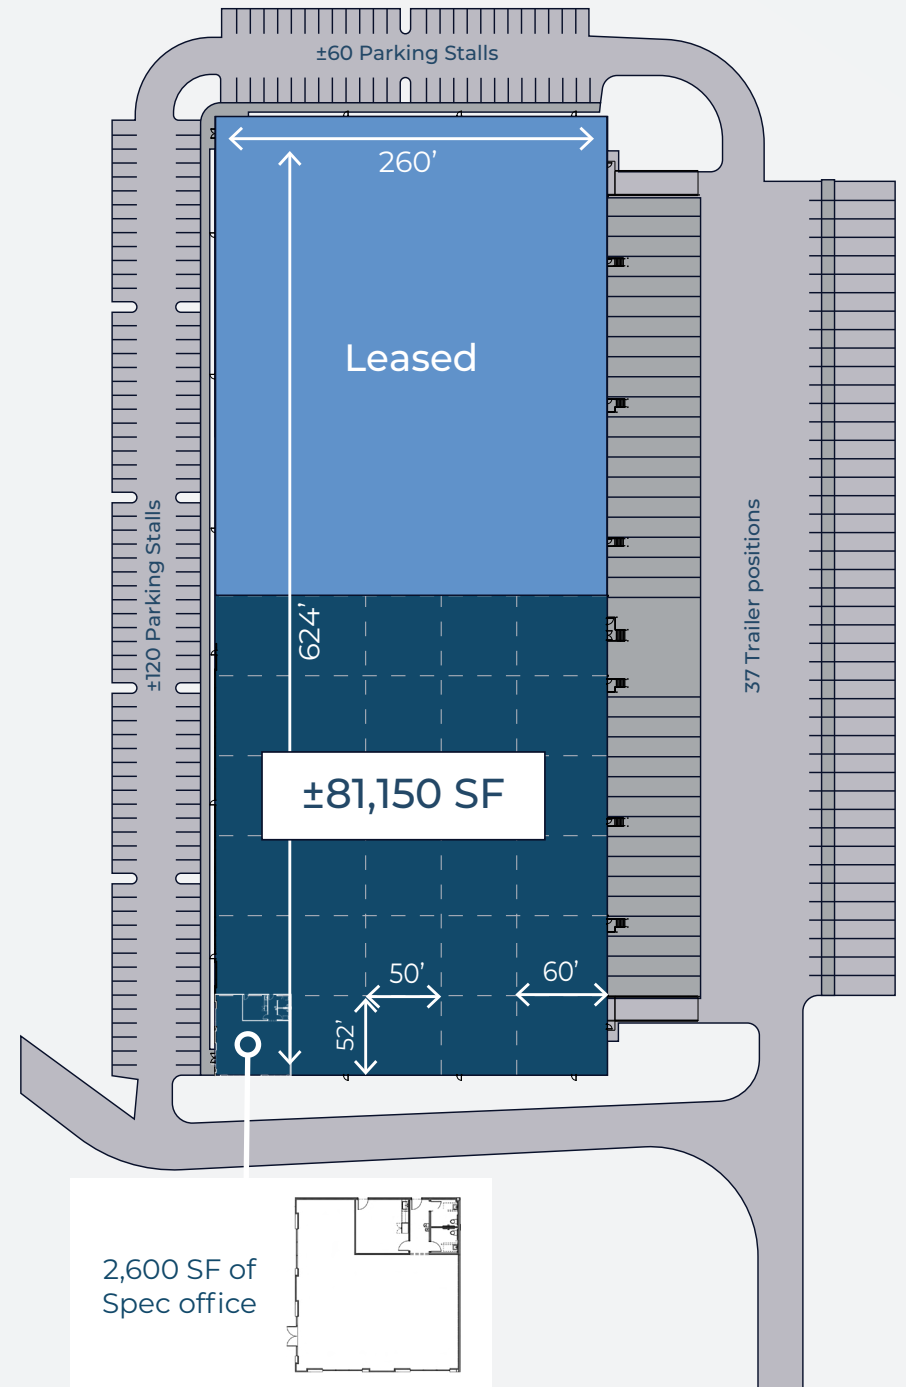 ±60 Parking Stalls
260’
Leased
624’
±120 Parking Stalls
37 Trailer positions
±81,150 SF
50’
60’
52’
2,600 SF of
Spec office